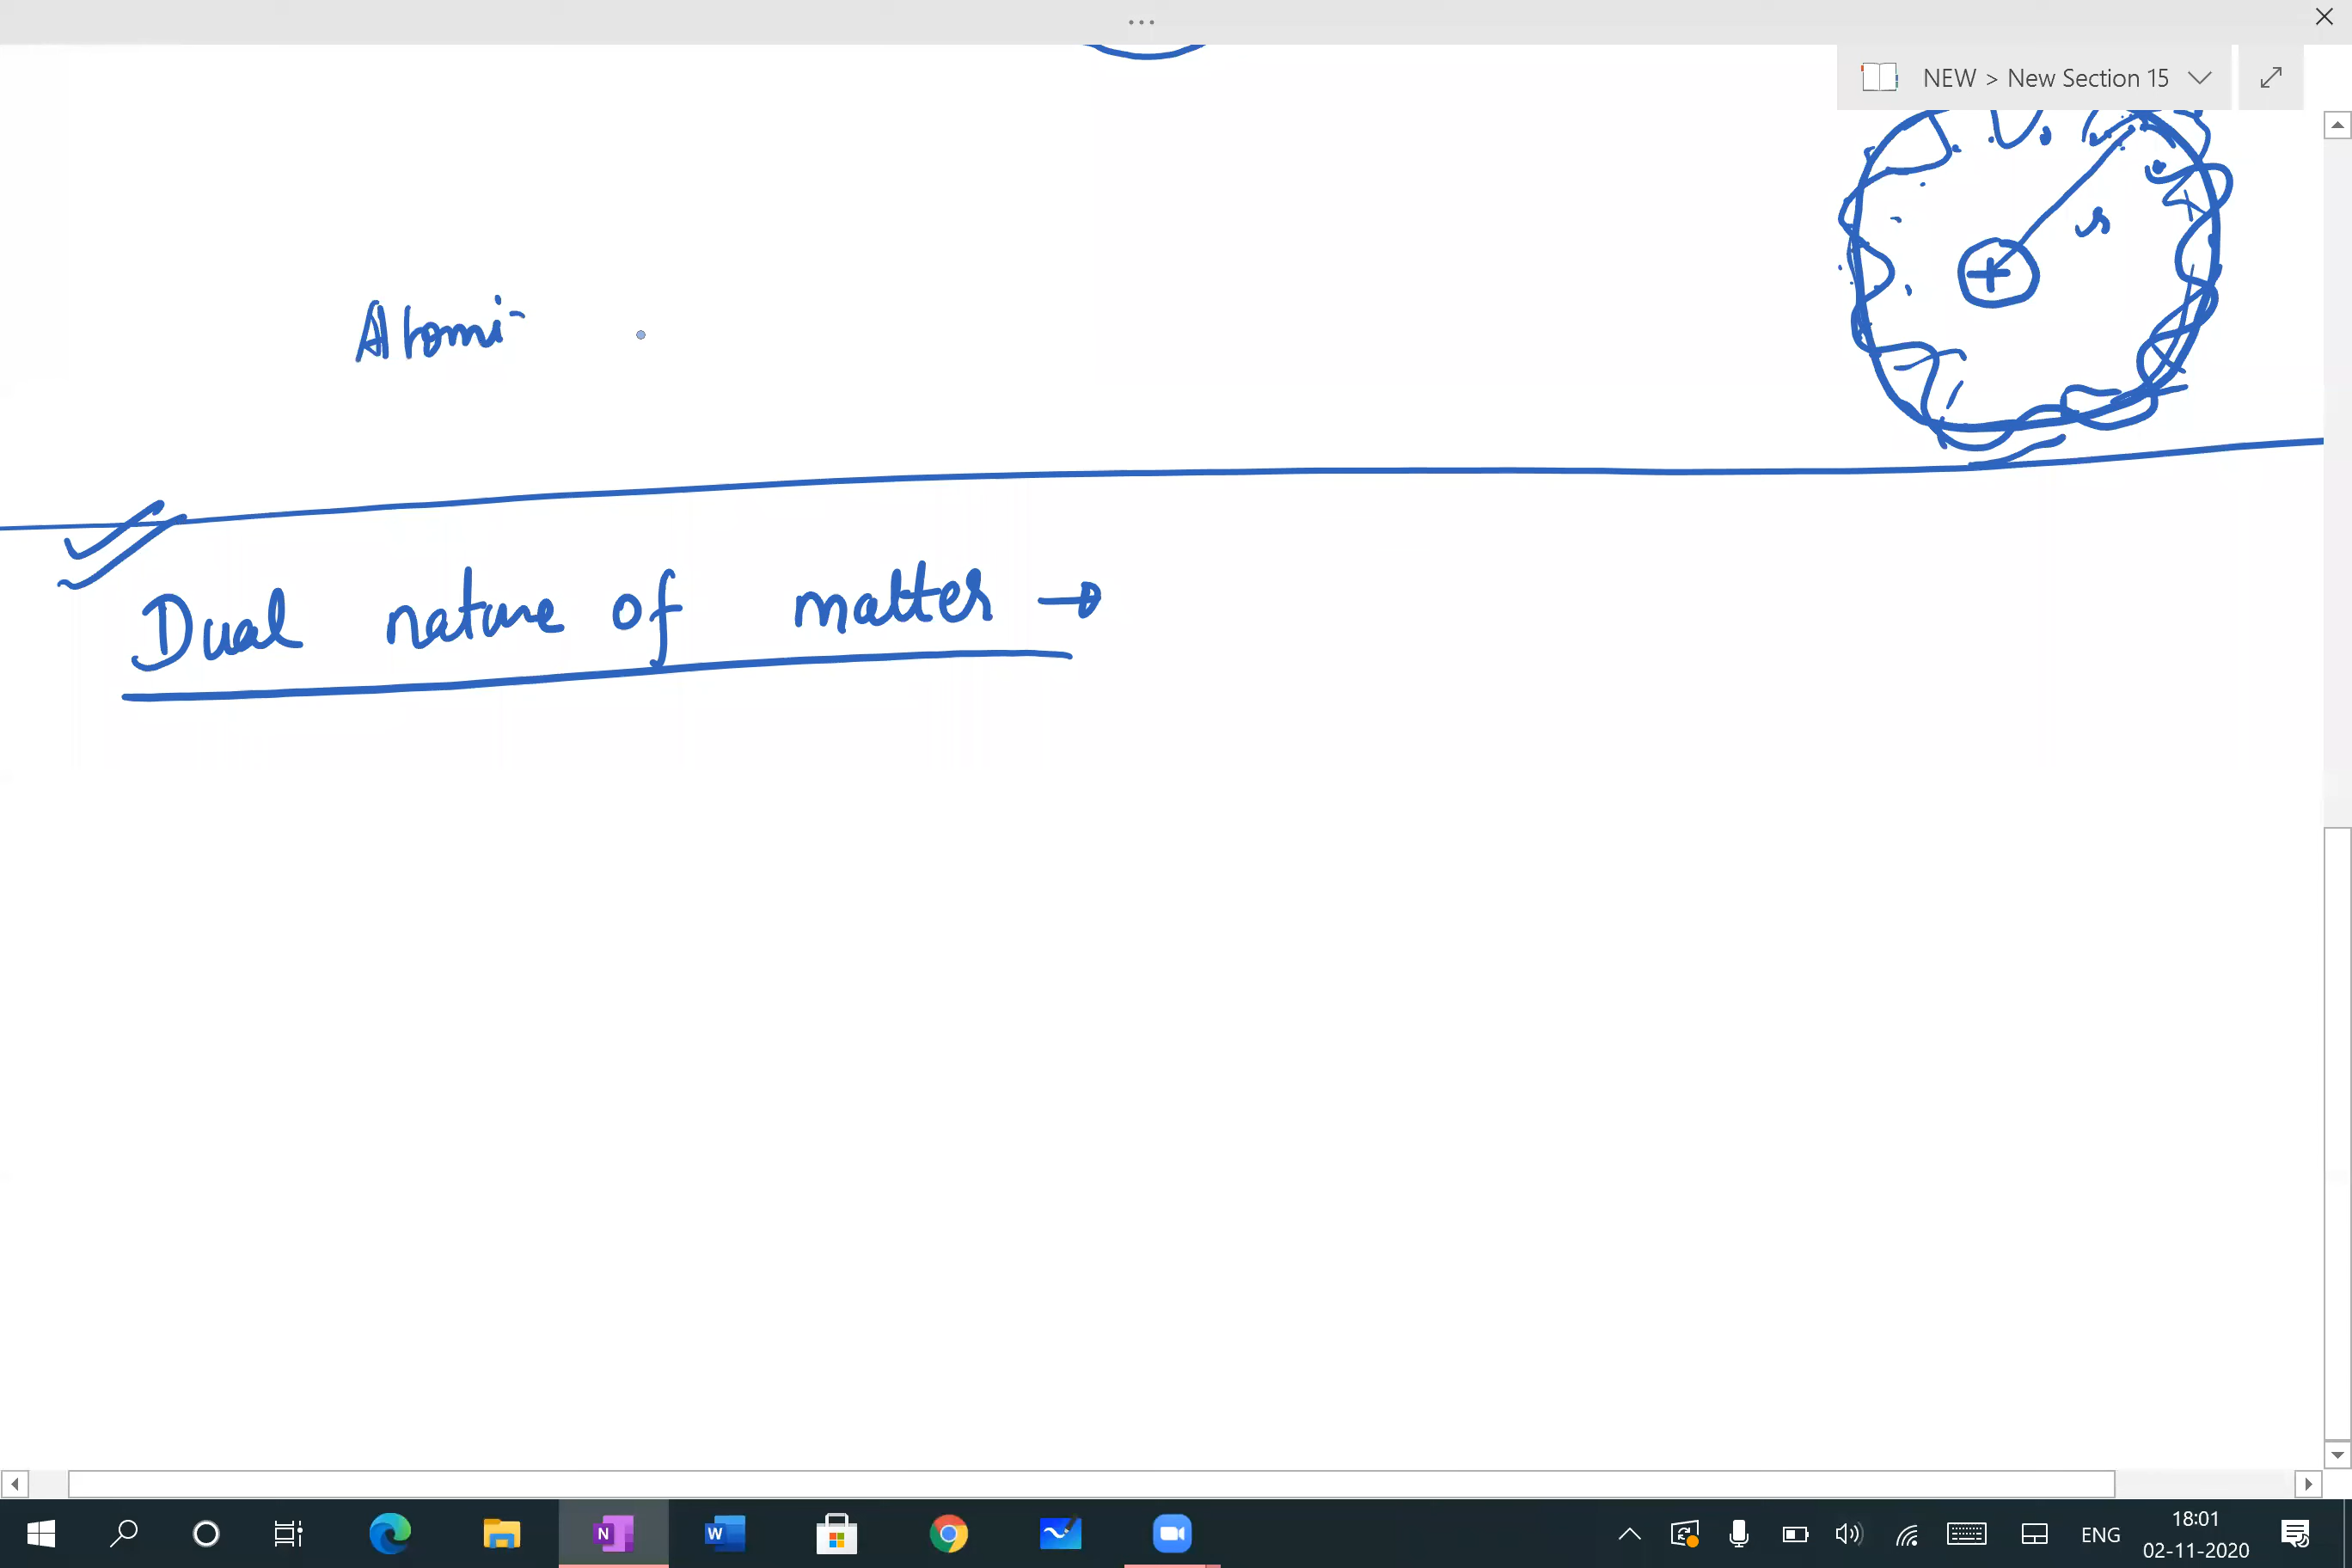 NEW > New Section 15
r
+
Atomi
Dual nature of matter →
ENG
18:01
02-11-2020